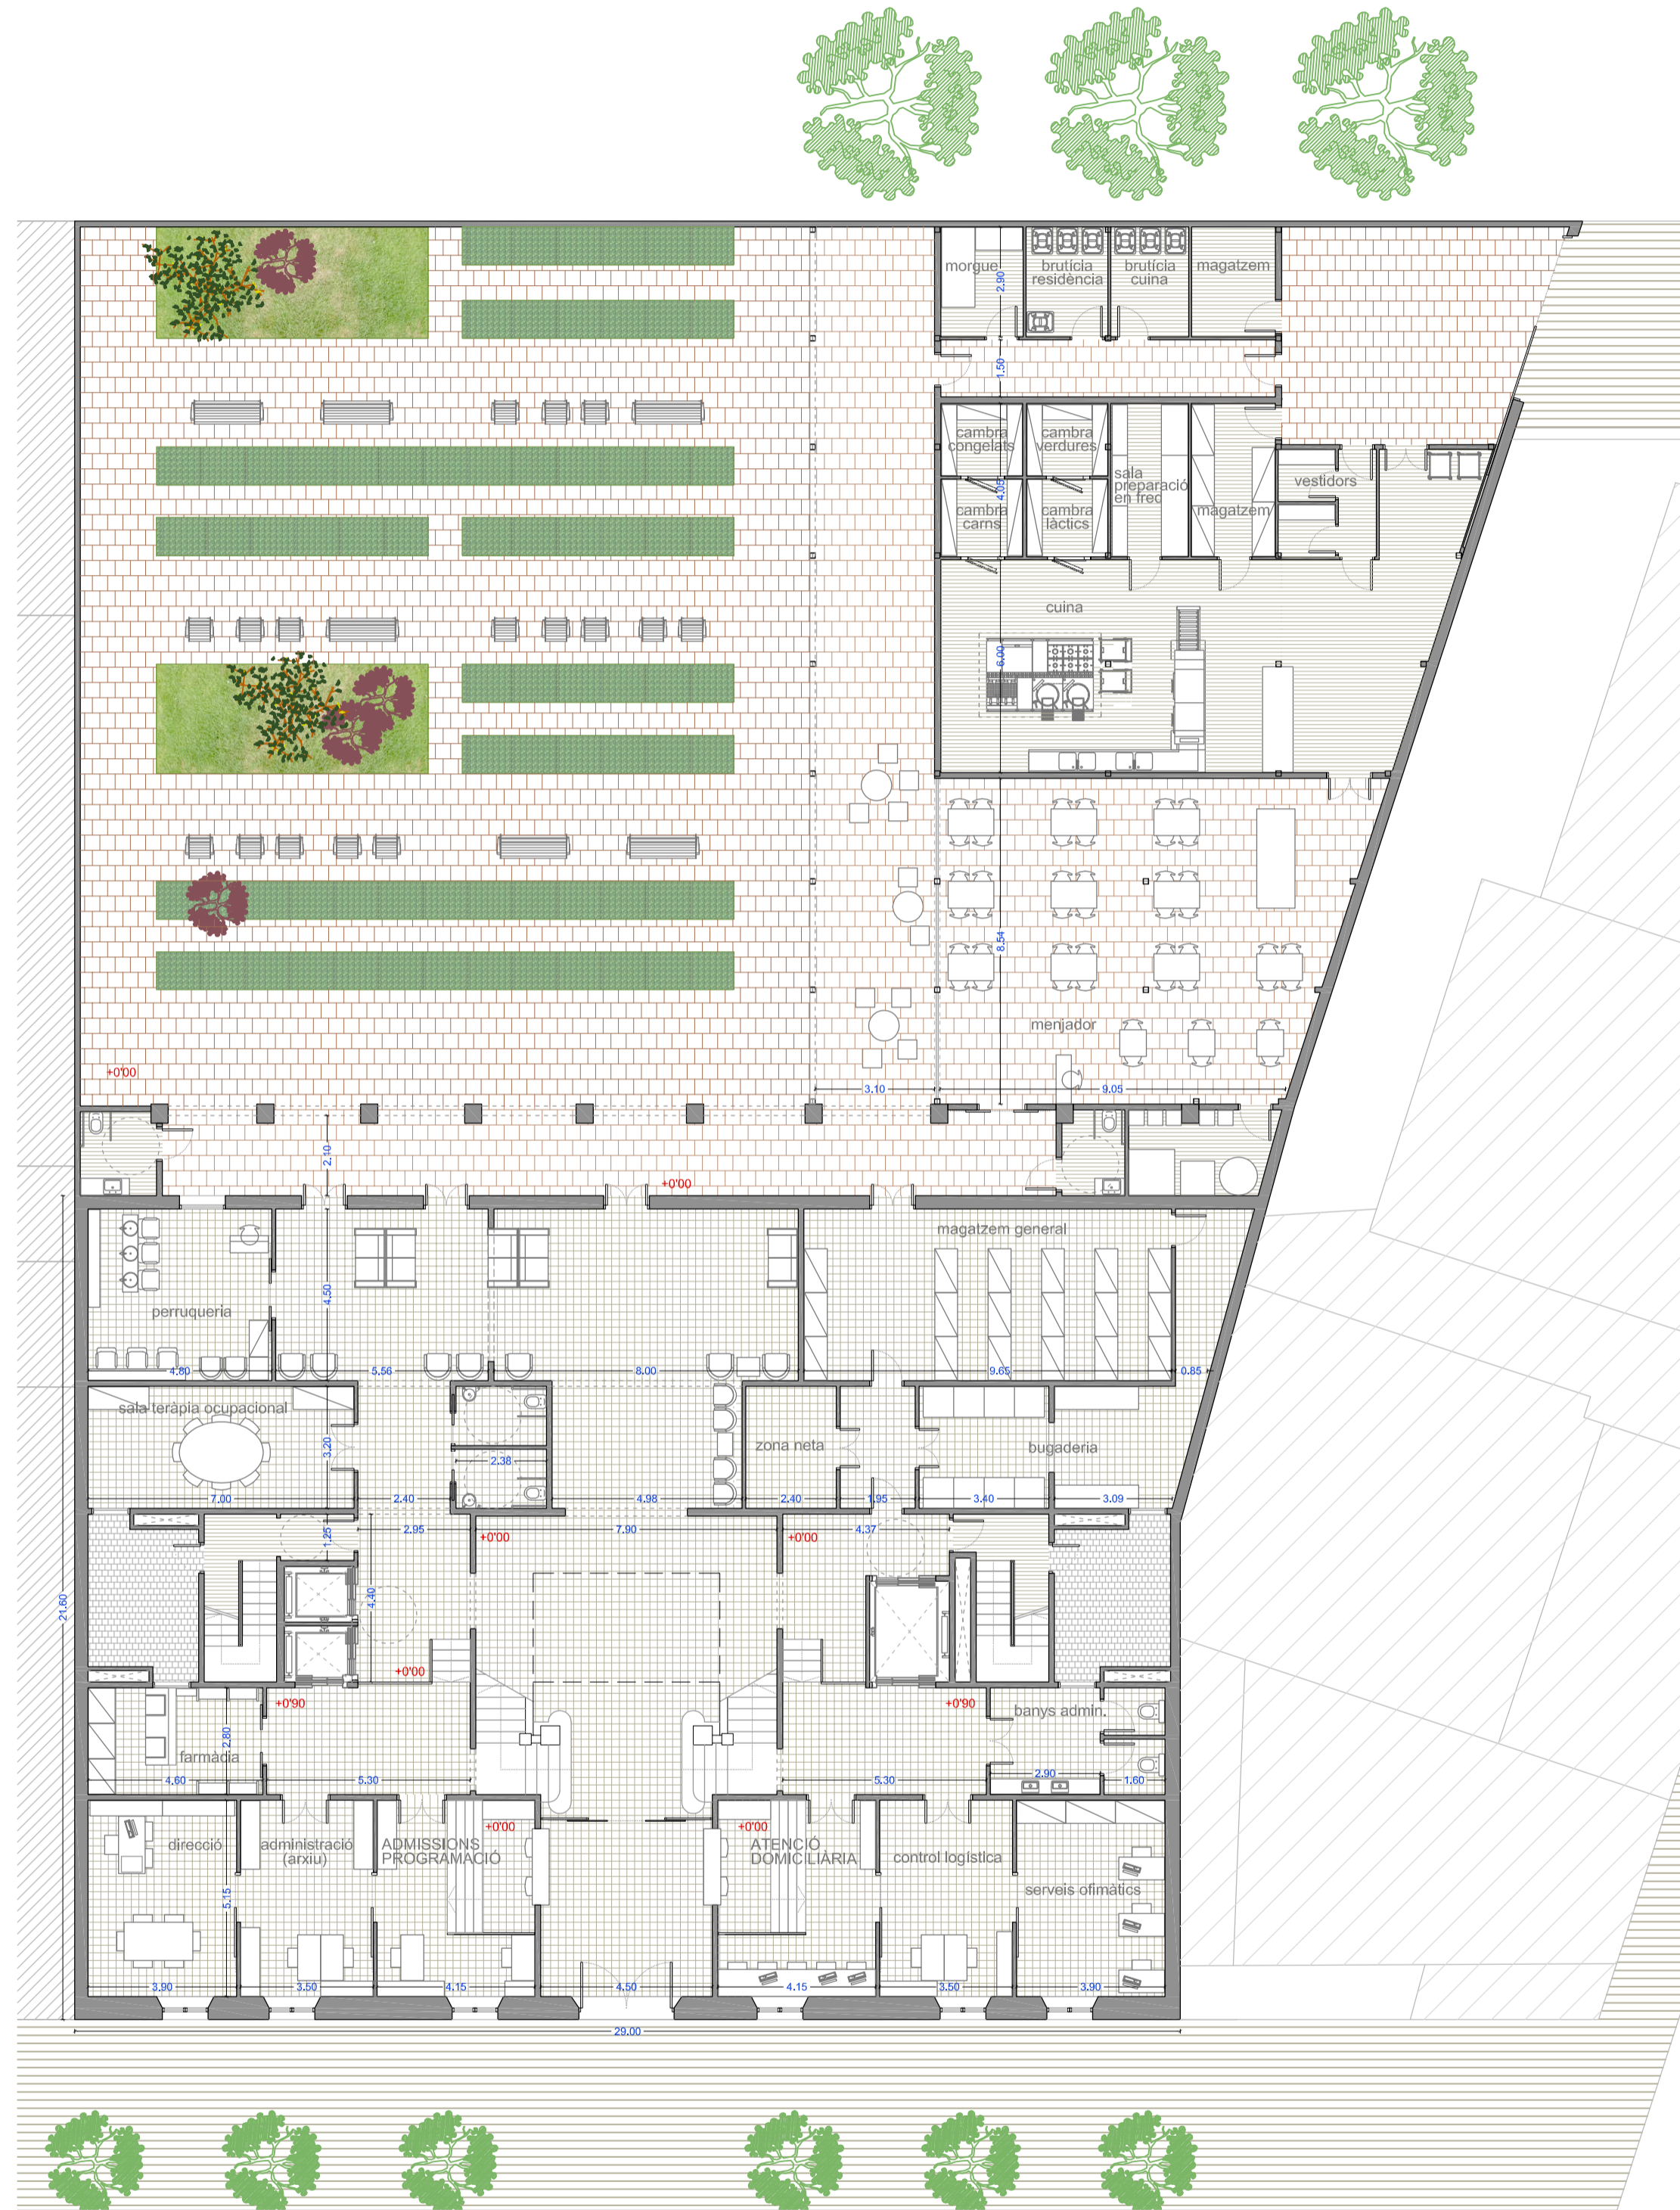 morgue
brutícia
residència
brutícia
cuina
magatzem
2.90
1.50
cambra
congelats
cambra
verdures
sala
preparació
en fred
vestidors
4.05
cambra
carns
cambra
làctics
magatzem
cuina
6.00
8.54
menjador
+0'00
3.10
9.05
2.10
+0'00
magatzem general
4.50
perruqueria
4.80
5.56
8.00
9.65
0.85
sala teràpia ocupacional
3.20
zona neta
bugaderia
2.38
7.00
2.40
4.98
2.40
1.95
3.40
3.09
1.25
2.95
+0'00
7.90
+0'00
4.37
21.60
4.40
+0'00
+0'90
+0'90
banys admin.
2.80
farmàcia
4.60
5.30
5.30
2.90
1.60
direcció
administració
(arxiu)
ADMISSIONS
PROGRAMACIÓ
+0'00
+0'00
ATENCIÓ
DOMICILIÀRIA
control logística
serveis ofimàtics
5.15
3.90
3.50
4.15
4.50
4.15
3.50
3.90
29.00